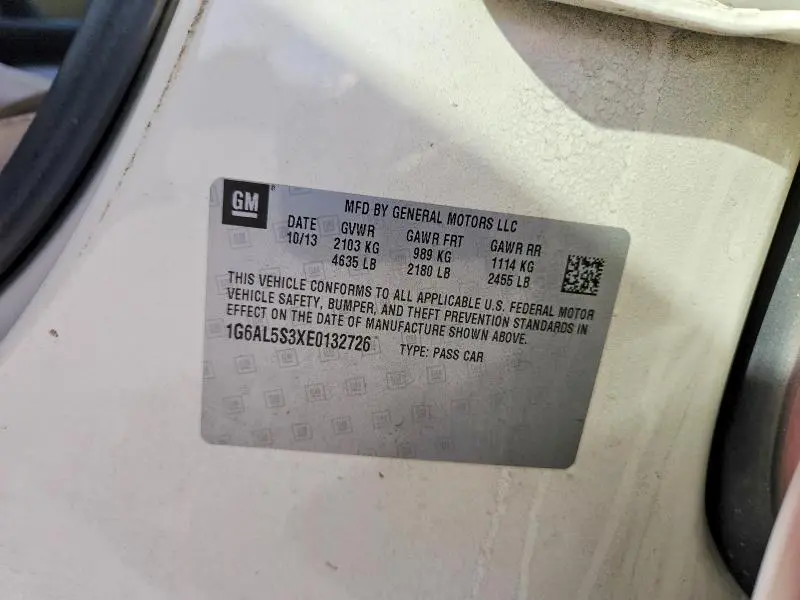 GM
MFD BY GENERAL MOTORS LLC
DATE GVWR GAWR FRT GAWR RR
10/13 2103 KG 989 KG 1114 KG
4635 LB 2180 LB 2455 LB
THIS VEHICLE CONFORMS TO ALL APPLICABLE U.S. FEDERAL MOTOR
VEHICLE SAFETY, BUMPER, AND THEFT PREVENTION STANDARDS IN
EFFECT ON THE DATE OF MANUFACTURE SHOWN ABOVE.
1G6AL5S3XE0132726 TYPE: PASS CAR